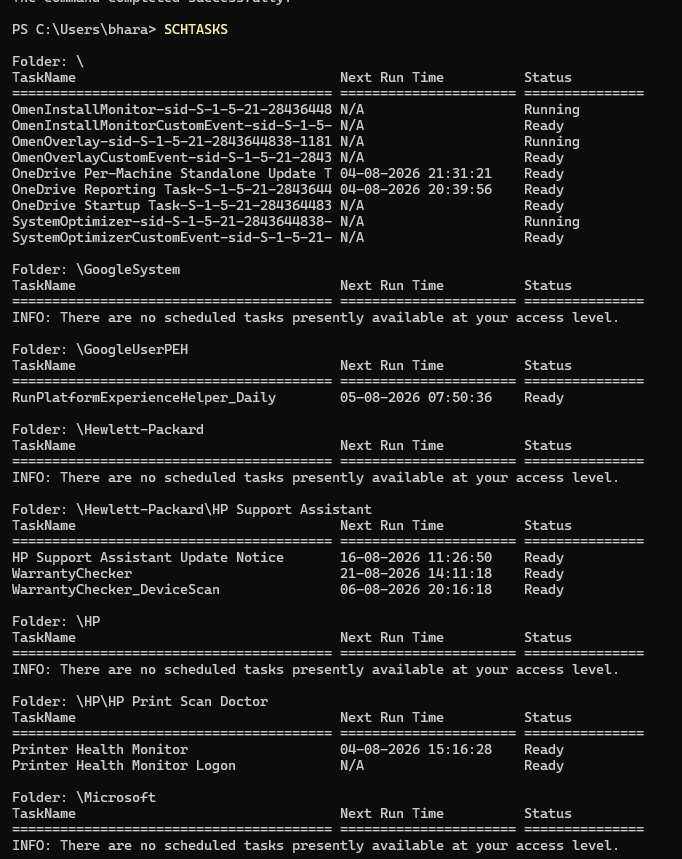 The command completed successfully.
PS C:\Users\bhara> SCHTASKS
Folder: \
TaskName                                 Next Run Time          Status
======================================== ====================== ===============
OmenInstallMonitor-sid-S-1-5-21-28436448 N/A                    Running
OmenInstallMonitorCustomEvent-sid-S-1-5- N/A                    Ready
OmenOverlay-sid-S-1-5-21-2843644838-1181 N/A                    Running
OmenOverlayCustomEvent-sid-S-1-5-21-2843 N/A                    Ready
OneDrive Per-Machine Standalone Update T 04-08-2026 21:31:21    Ready
OneDrive Reporting Task-S-1-5-21-2843644 04-08-2026 20:39:56    Ready
OneDrive Startup Task-S-1-5-21-284364483 N/A                    Ready
SystemOptimizer-sid-S-1-5-21-2843644838- N/A                    Running
SystemOptimizerCustomEvent-sid-S-1-5-21- N/A                    Ready
Folder: \GoogleSystem
TaskName                                 Next Run Time          Status
======================================== ====================== ===============
INFO: There are no scheduled tasks presently available at your access level.
Folder: \GoogleUserPEH
TaskName                                 Next Run Time          Status
======================================== ====================== ===============
RunPlatformExperienceHelper_Daily        05-08-2026 07:50:36    Ready
Folder: \Hewlett-Packard
TaskName                                 Next Run Time          Status
======================================== ====================== ===============
INFO: There are no scheduled tasks presently available at your access level.
Folder: \Hewlett-Packard\HP Support Assistant
TaskName                                 Next Run Time          Status
======================================== ====================== ===============
HP Support Assistant Update Notice       16-08-2026 11:26:50    Ready
WarrantyChecker                          21-08-2026 14:11:18    Ready
WarrantyChecker_DeviceScan               06-08-2026 20:16:18    Ready
Folder: \HP
TaskName                                 Next Run Time          Status
======================================== ====================== ===============
INFO: There are no scheduled tasks presently available at your access level.
Folder: \HP\HP Print Scan Doctor
TaskName                                 Next Run Time          Status
======================================== ====================== ===============
Printer Health Monitor                   04-08-2026 15:16:28    Ready
Printer Health Monitor Logon             N/A                    Ready
Folder: \Microsoft
TaskName                                 Next Run Time          Status
======================================== ====================== ===============
INFO: There are no scheduled tasks presently available at your access level.